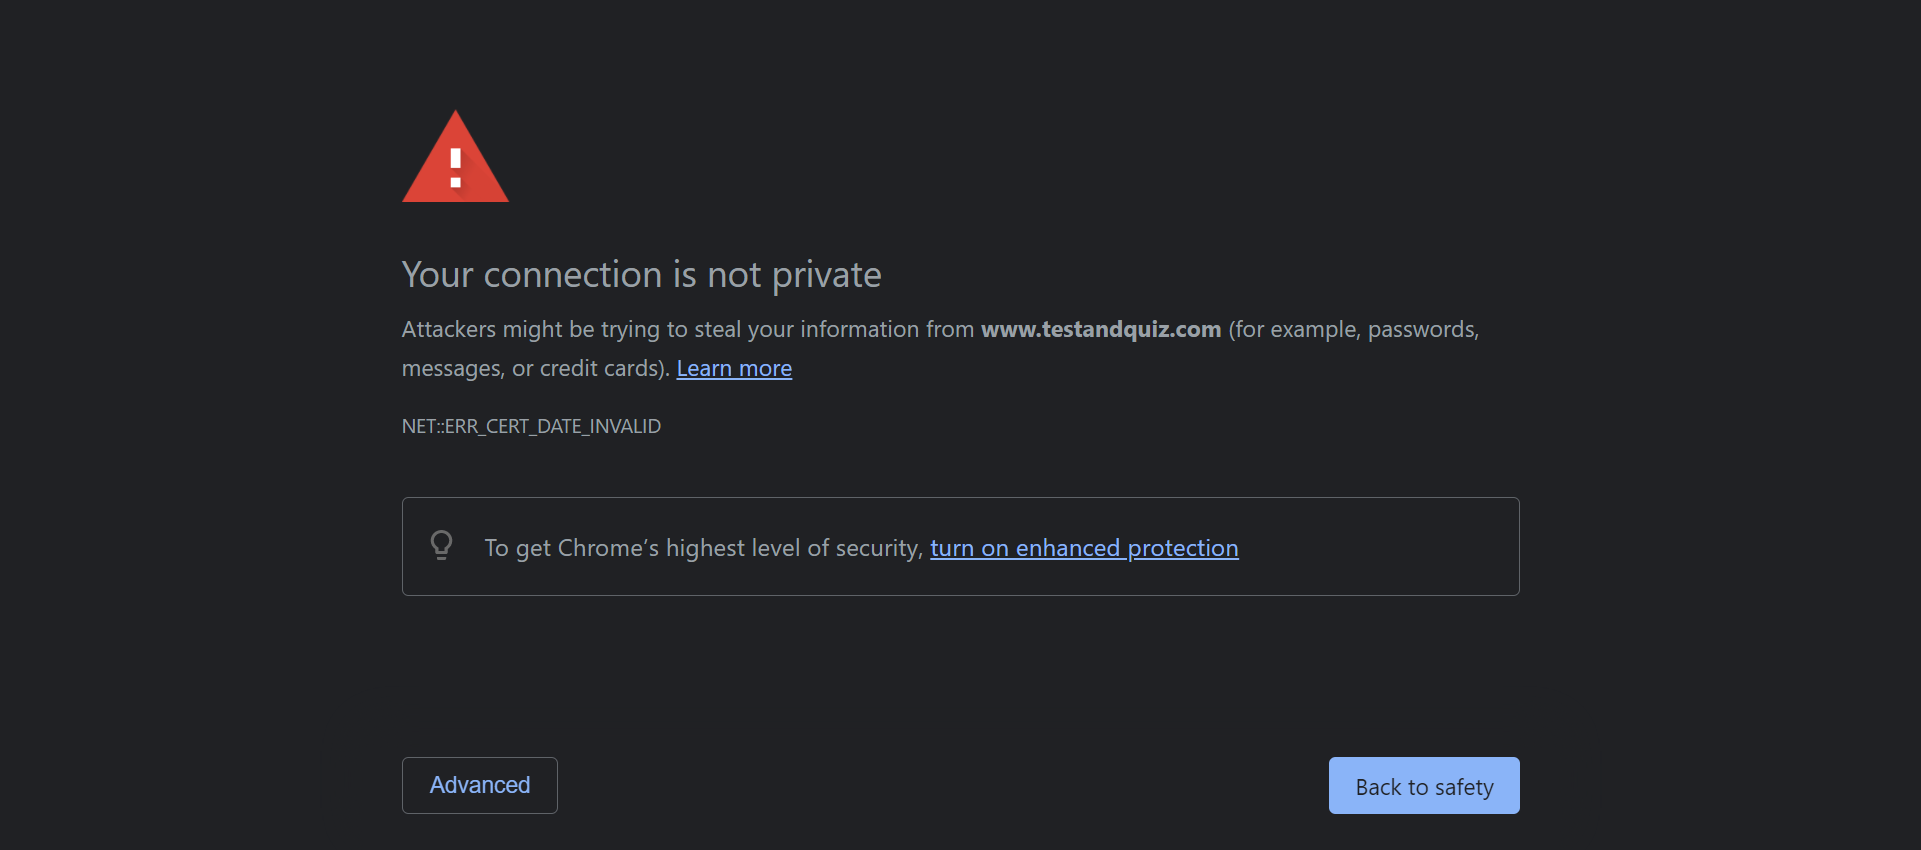 Your connection is not private
Attackers might be trying to steal your information from www.testandquiz.com (for example, passwords,
messages, or credit cards). Learn more
NET::ERR_CERT_DATE_INVALID
To get Chrome’s highest level of security, turn on enhanced protection
Advanced
Back to safety